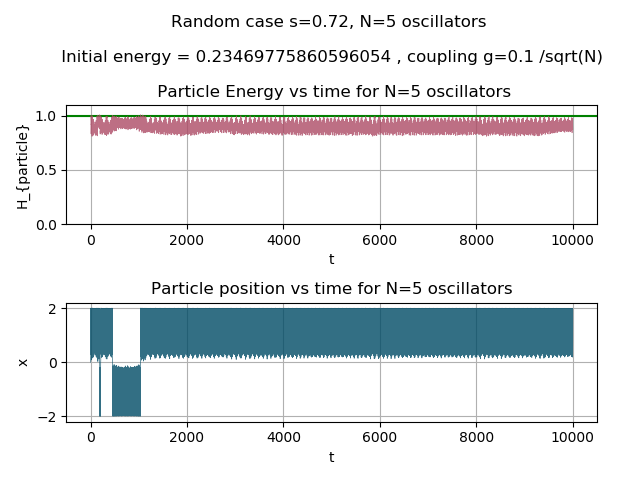 Random case s=0.72, N=5 oscillators
Initial energy = 0.23469775860596054 , coupling g=0.1 /sqrt(N)
Particle Energy vs time for N=5 oscillators
H_{particle}
1.0
0.5
0.0
0 2000 4000 6000 8000 10000
t
Particle position vs time for N=5 oscillators
x
2
0
−2
0 2000 4000 6000 8000 10000
t